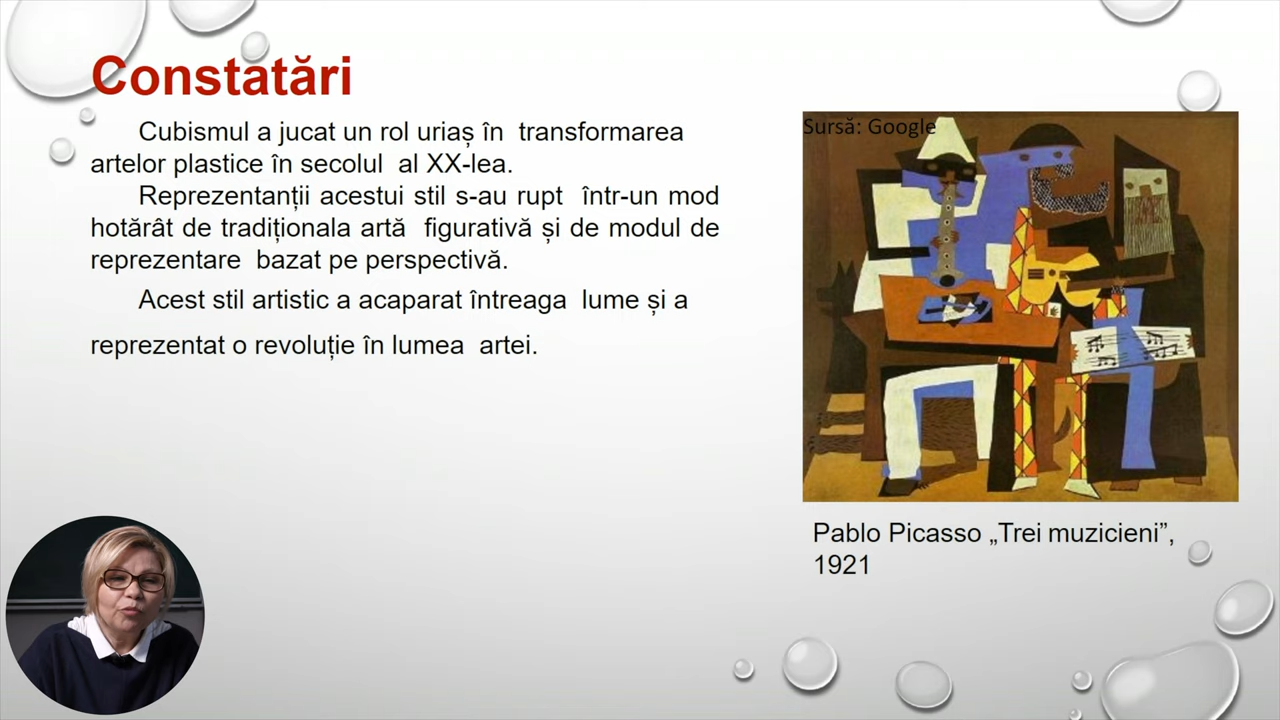 Constatări
Cubismul a jucat un rol uriaș în transformarea
artelor plastice în secolul al XX-lea.
Reprezentanții acestui stil s-au rupt într-un mod
hotărât de tradiționala artă figurativă și de modul de
reprezentare bazat pe perspectivă.
Acest stil artistic a acaparat întreaga lume și a
reprezentat o revoluție în lumea artei.
Sursă: Google
Pablo Picasso „Trei muzicieni”,
1921